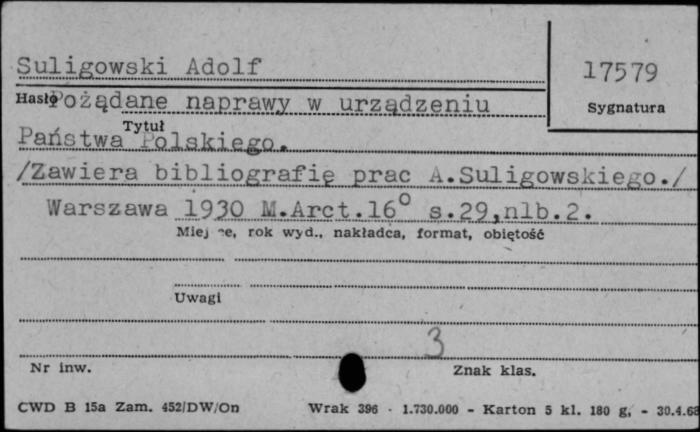 Suligowski Adolf
17579
Hasło Pożądane naprawy w urządzeniu
Sygnatura
Tytuł
Państwa Polskiego.
/Zawiera bibliografię prac A.Suligowskiego./
Warszawa 1930 M.Arct.16° s.29,nlb.2.
Miejsce, rok wyd., nakładca, format, objętość
Uwagi
3
Nr inw.
Znak klas.
CWD B 15a Zam. 452/DW/On Wrak 396 - 1.730.000 - Karton 5 kl. 180 g, - 30.4.68